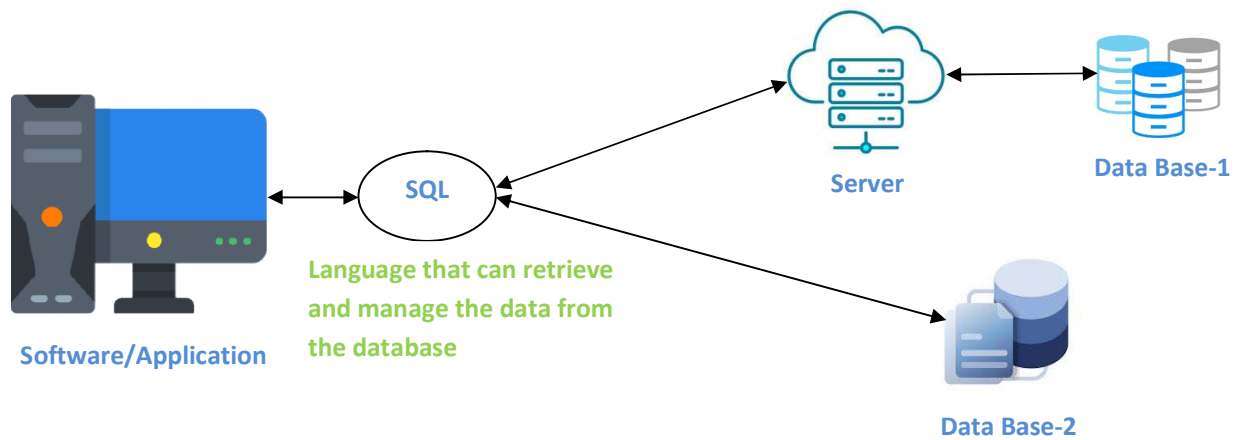 SQL
Server
Data Base-1
Language that can retrieve
and manage the data from
the database
Software/Application
Data Base-2